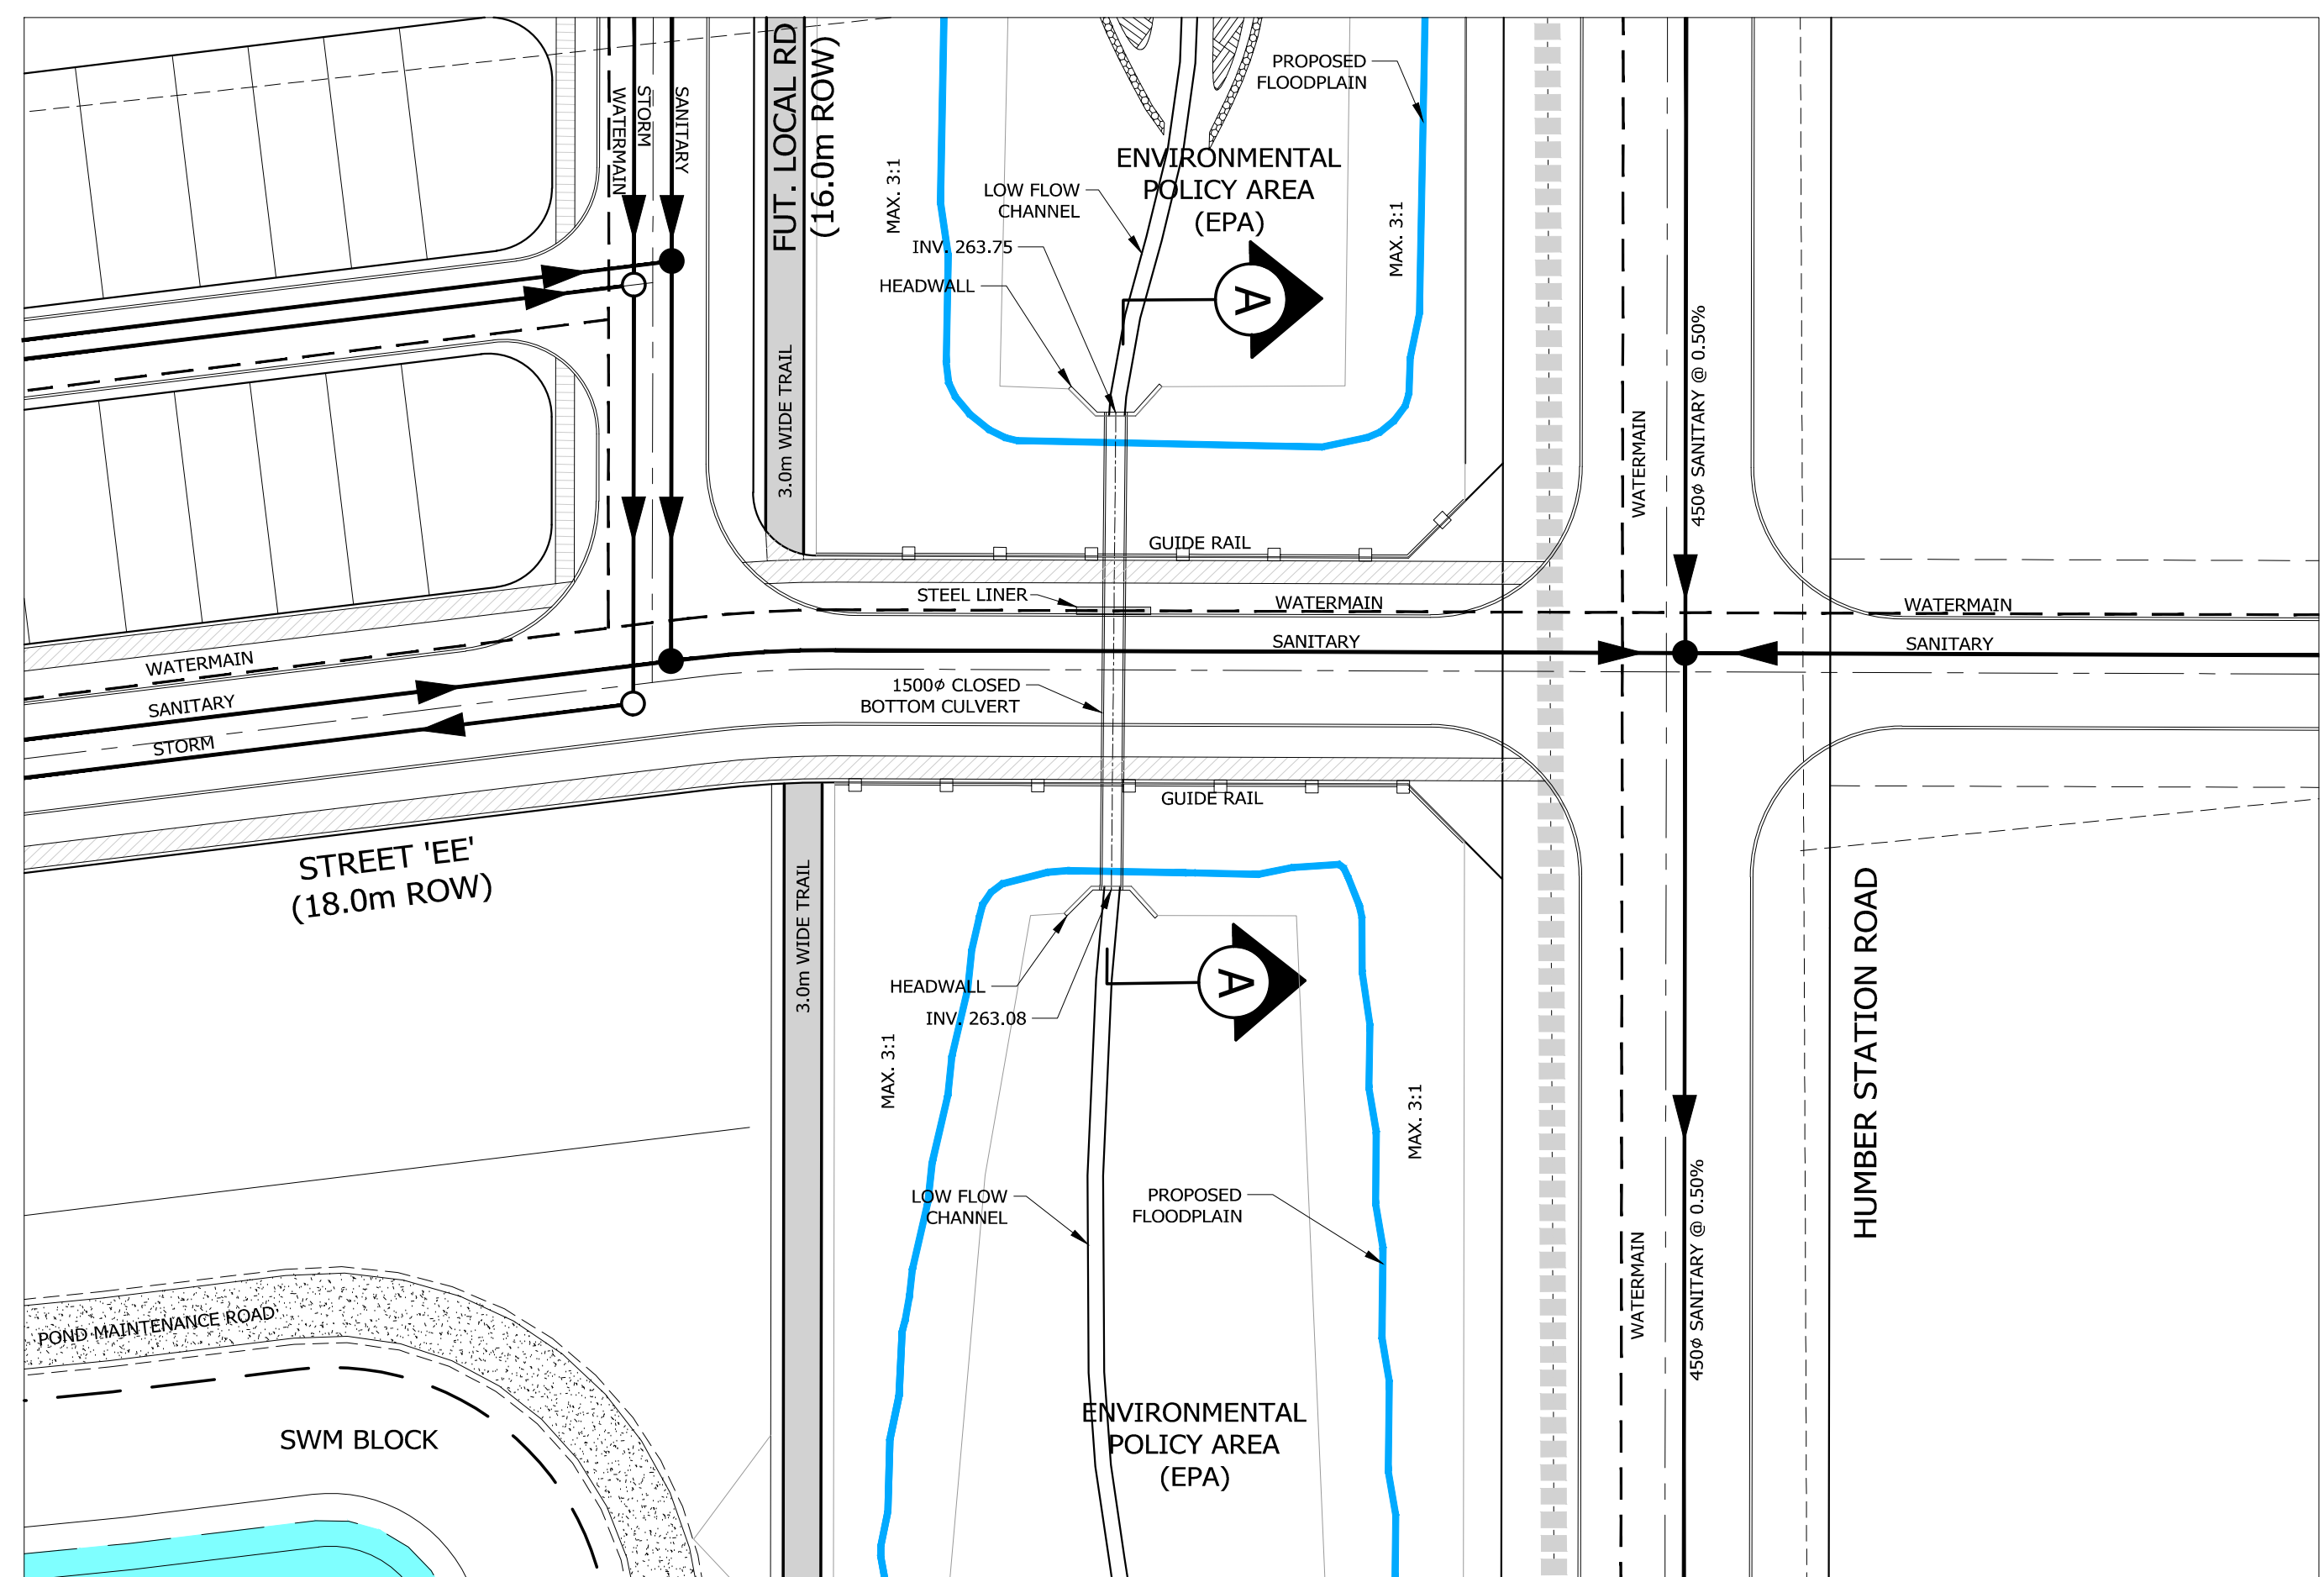 WATERMAIN
STORM
SANITARY
FUT. LOCAL RD
(16.0m ROW)
3.0m WIDE TRAIL
MAX. 3:1
PROPOSED
FLOODPLAIN
ENVIRONMENTAL
POLICY AREA
(EPA)
LOW FLOW
CHANNEL
INV. 263.75
HEADWALL
A
MAX. 3:1
WATERMAIN
450ø SANITARY @ 0.50%
GUIDE RAIL
STEEL LINER
WATERMAIN
WATERMAIN
SANITARY
SANITARY
WATERMAIN
SANITARY
STORM
1500ø CLOSED
BOTTOM CULVERT
GUIDE RAIL
STREET 'EE'
(18.0m ROW)
3.0m WIDE TRAIL
HEADWALL
INV. 263.08
A
MAX. 3:1
MAX. 3:1
HUMBER STATION ROAD
LOW FLOW
CHANNEL
PROPOSED
FLOODPLAIN
WATERMAIN
450ø SANITARY @ 0.50%
POND MAINTENANCE ROAD
SWM BLOCK
ENVIRONMENTAL
POLICY AREA
(EPA)